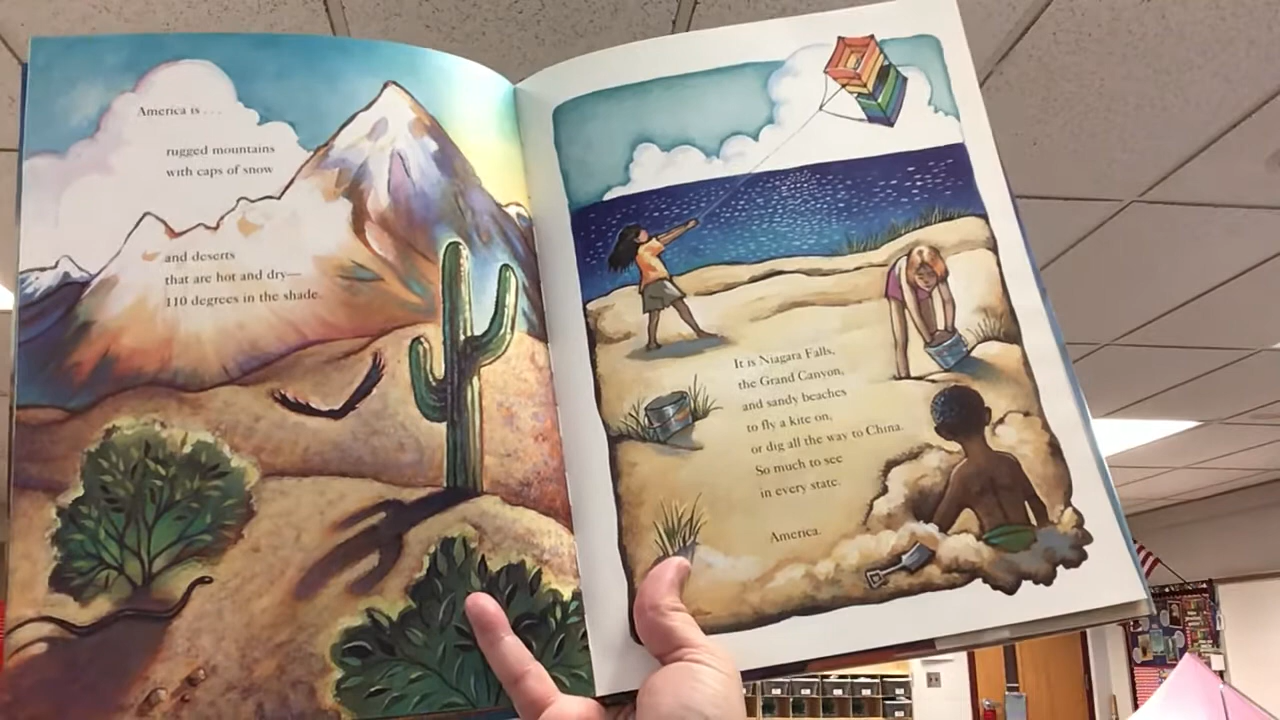 America is . . .
rugged mountains
with caps of snow
and deserts
that are hot and dry—
110 degrees in the shade.
It is Niagara Falls,
the Grand Canyon,
and sandy beaches
to fly a kite on,
or dig all the way to China.
So much to see
in every state.
America.